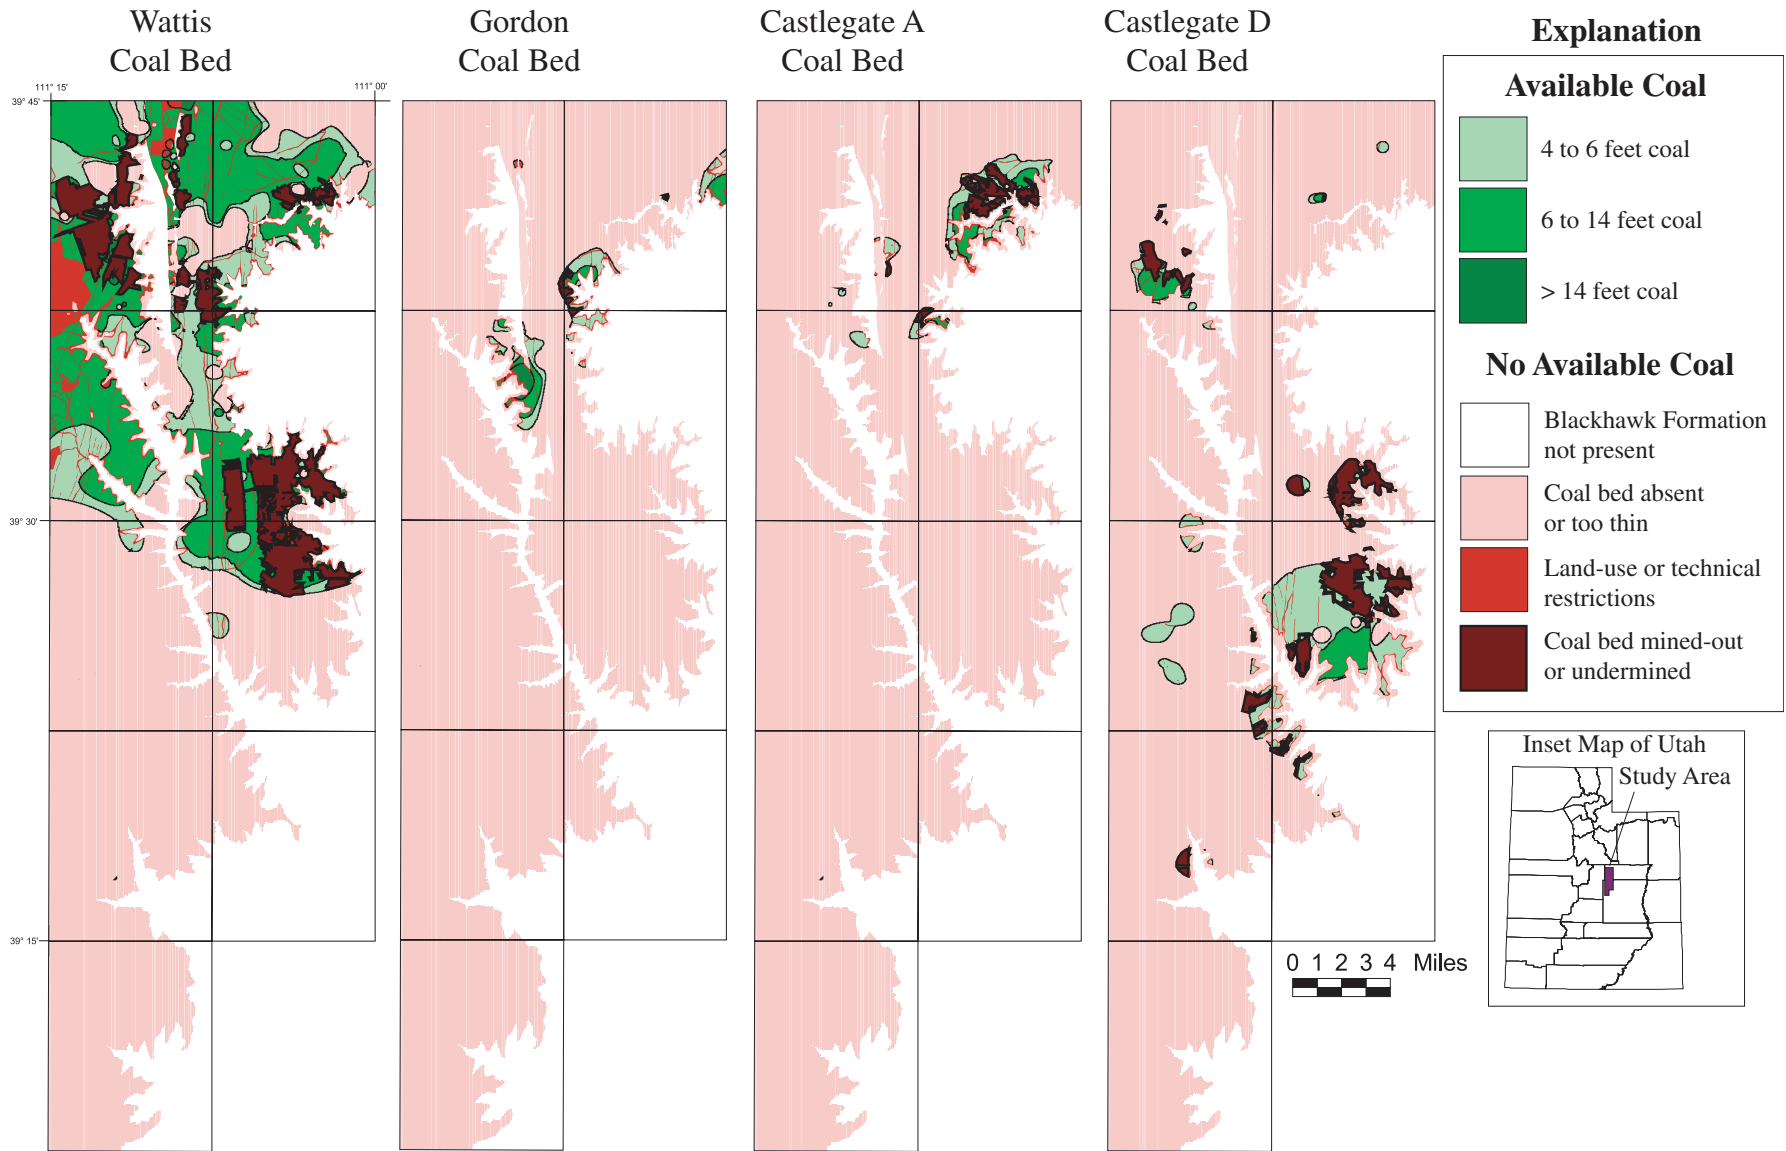 Wattis
Coal Bed
Gordon
Coal Bed
Castlegate A
Coal Bed
Castlegate D
Coal Bed
111° 15'
111° 00'
39° 45'
39° 30'
39° 15'
Explanation
Available Coal
4 to 6 feet coal
6 to 14 feet coal
> 14 feet coal
No Available Coal
Blackhawk Formation
not present
Coal bed absent
or too thin
Land-use or technical
restrictions
Coal bed mined-out
or undermined
Inset Map of Utah
Study Area
0 1 2 3 4 Miles